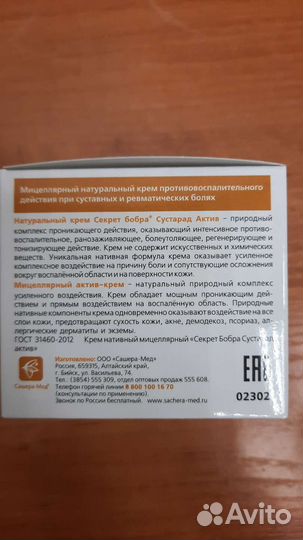 Мицеллярный натуральный крем противовоспалительного
действия при суставных и ревматических болях
Натуральный крем Секрет бобра® Сустарад Актив – природный
комплекс проникающего действия, оказывающий интенсивное противо-
воспалительное, ранозаживляющее, болеутоляющее, регенерирующее и
тонизирующее действие. Крем не содержит искусственных и химических
веществ. Уникальная нативная формула крема оказывает усиленное
комплексное воздействие на причину боли и сопутствующие осложнения
вокруг воспалённой области и на поверхности кожи.
Мицеллярный актив-крем – натуральный природный комплекс
усиленного воздействия. Крем обладает мощным проникающим дей-
ствием и прямым воздействием на воспалённую область. Природные
нативные компоненты крема одновременно оказывают воздействие на все
слои кожи, предотвращают сухость кожи, акне, демодекоз, псориаз, ал-
лергические дерматиты и экземы.
ГОСТ 31460-2012 Крем нативный мицеллярный «Секрет Бобра Сустарад
актив»
Изготовлено: ООО «Сашера-Мед»
Россия, 659315, Алтайский край,
г. Бийск, ул. Васильева, 74.
Тел. (3854) 555 309, отдел оптовых продаж 555 608.
Телефон горячей линии 8 800 100 16 70
(консультации по применению).
Звонок по России бесплатный. www.sachera-med.ru
Сашера-Мед®
EAC
02302
Avito